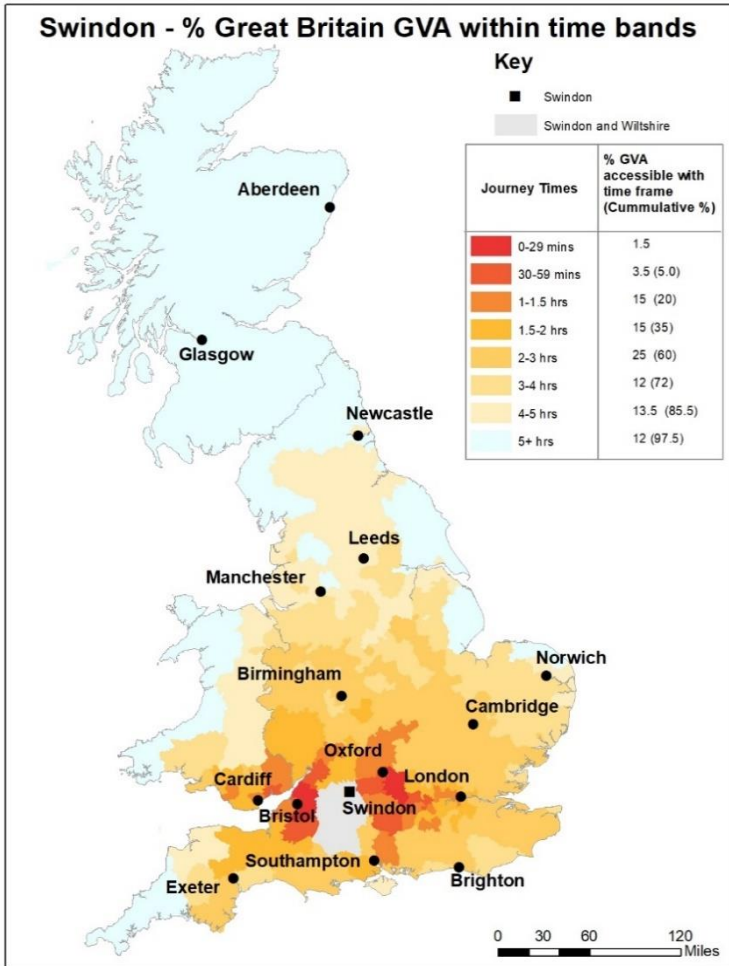 Swindon - % Great Britain GVA within time bands
Key
Swindon
Swindon and Wiltshire
Journey Times
% GVA
accessible with
time frame
(Cummulative %)
0-29 mins 1.5
30-59 mins 3.5 (5.0)
1-1.5 hrs 15 (20)
1.5-2 hrs 15 (35)
2-3 hrs 25 (60)
3-4 hrs 12 (72)
4-5 hrs 13.5 (85.5)
5+ hrs 12 (97.5)
Aberdeen
Glasgow
Newcastle
Leeds
Manchester
Norwich
Birmingham
Cambridge
Oxford
London
Cardiff
Bristol
Swindon
Southampton
Exeter
Brighton
0 30 60 120
Miles